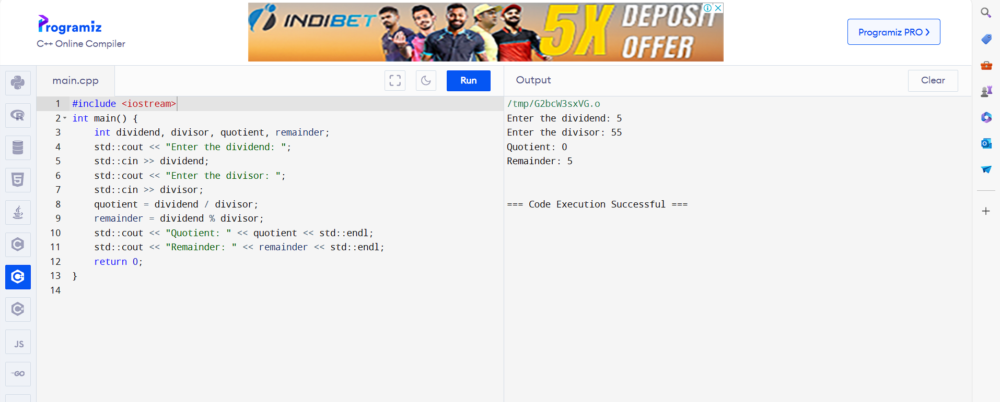 Programiz
C++ Online Compiler
INDIBET
5X
DEPOSIT
OFFER
Programiz PRO
main.cpp
Run
Output
Clear
1 #include <iostream>
2 int main() {
3 int dividend, divisor, quotient, remainder;
4 std::cout << "Enter the dividend: ";
5 std::cin >> dividend;
6 std::cout << "Enter the divisor: ";
7 std::cin >> divisor;
8 quotient = dividend / divisor;
9 remainder = dividend % divisor;
10 std::cout << "Quotient: " << quotient << std::endl;
11 std::cout << "Remainder: " << remainder << std::endl;
12 return 0;
13 }
14
/tmp/G2bcW3sxVG.o
Enter the dividend: 5
Enter the divisor: 55
Quotient: 0
Remainder: 5
=== Code Execution Successful ===
JS
GO